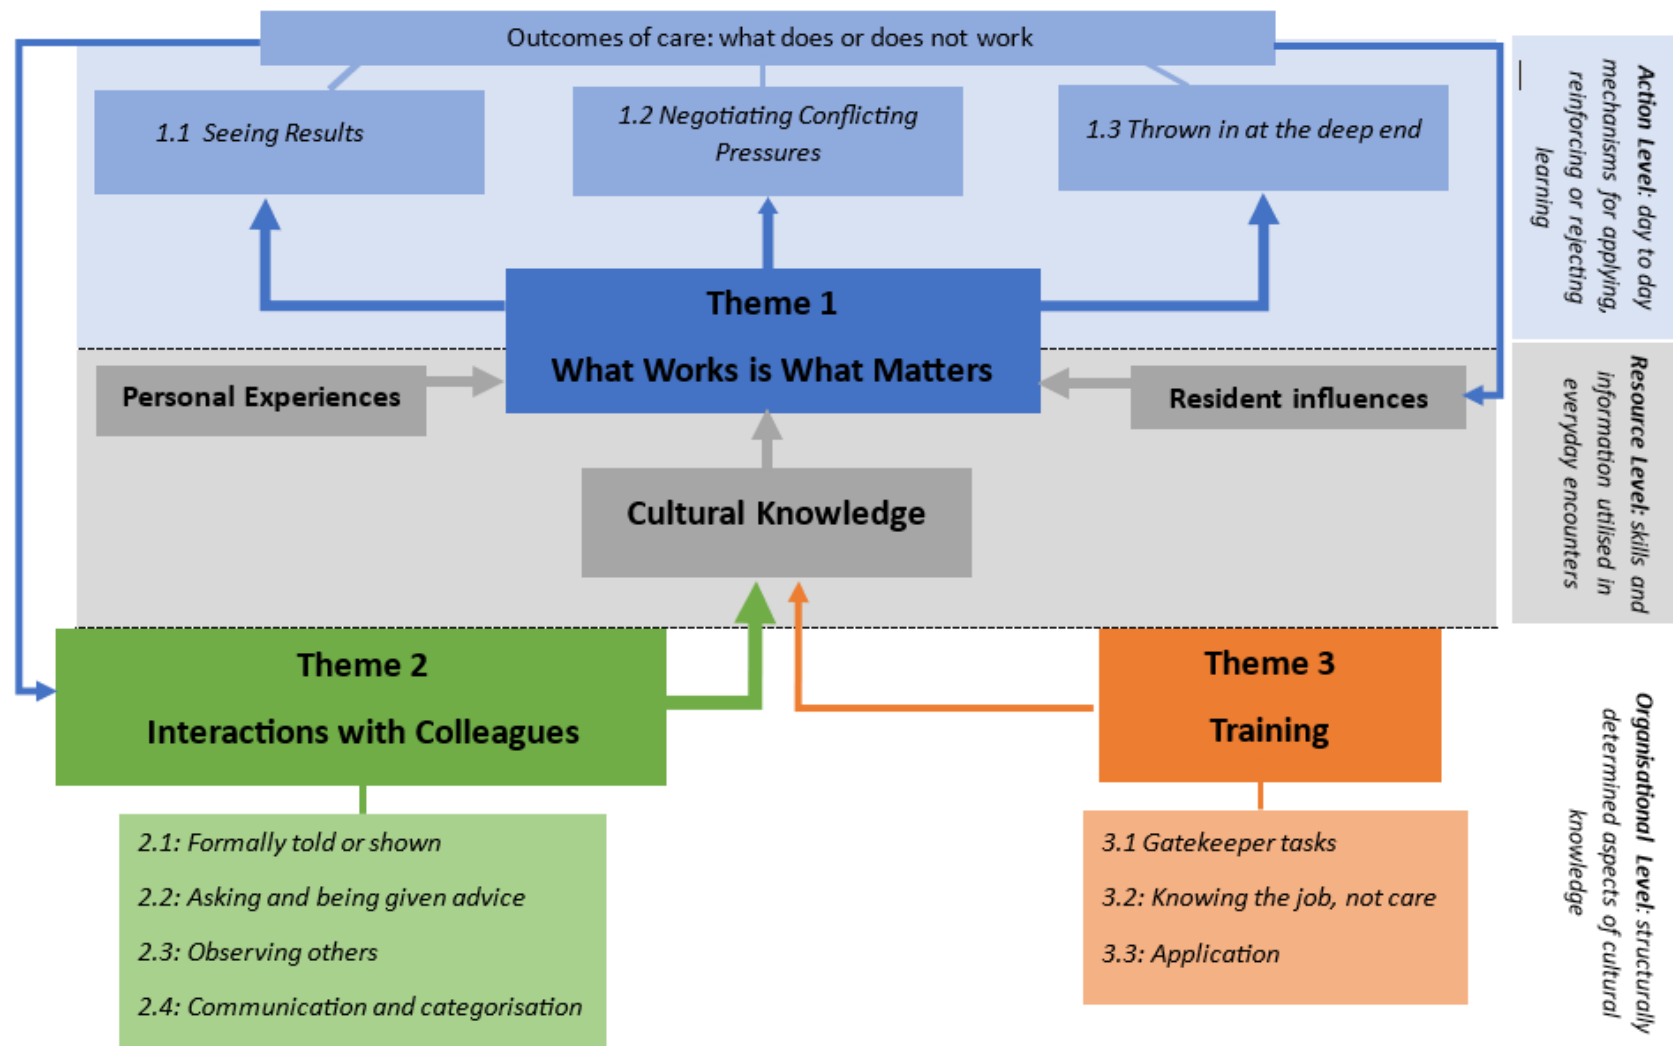 Outcomes of care: what does or does not work
1.1 Seeing Results
1.2 Negotiating Conflicting
Pressures
1.3 Thrown in at the deep end
Action Level: day to day
mechanisms for applying,
reinforcing or rejecting
learning
Theme 1
What Works is What Matters
Personal Experiences
Resident influences
Cultural Knowledge
Resource Level: skills and
information utilised in
everyday encounters
Theme 2
Interactions with Colleagues
Theme 3
Training
2.1: Formally told or shown
2.2: Asking and being given advice
2.3: Observing others
2.4: Communication and categorisation
3.1 Gatekeeper tasks
3.2: Knowing the job, not care
3.3: Application
Organisational Level: structurally
determined aspects of cultural
knowledge